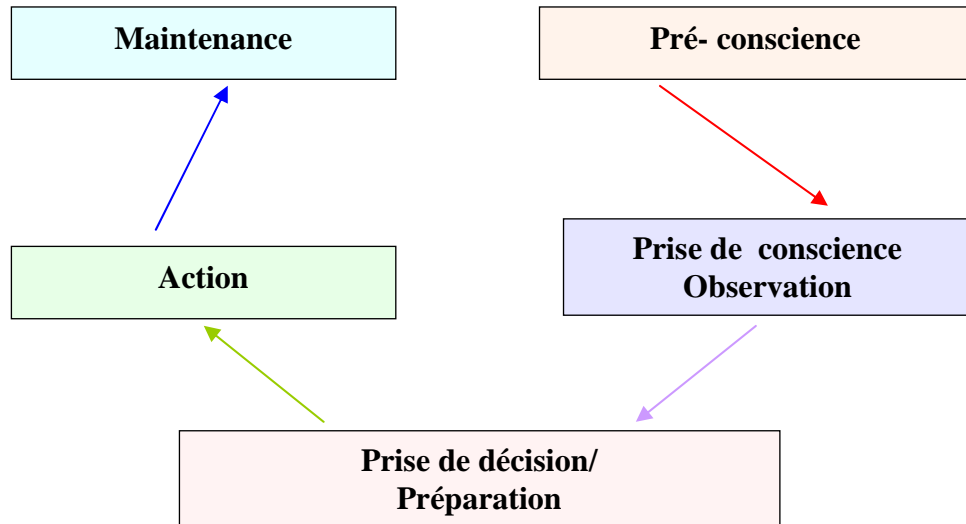 Maintenance
Pré- conscience
Prise de conscience
Observation
Action
Prise de décision/
Préparation